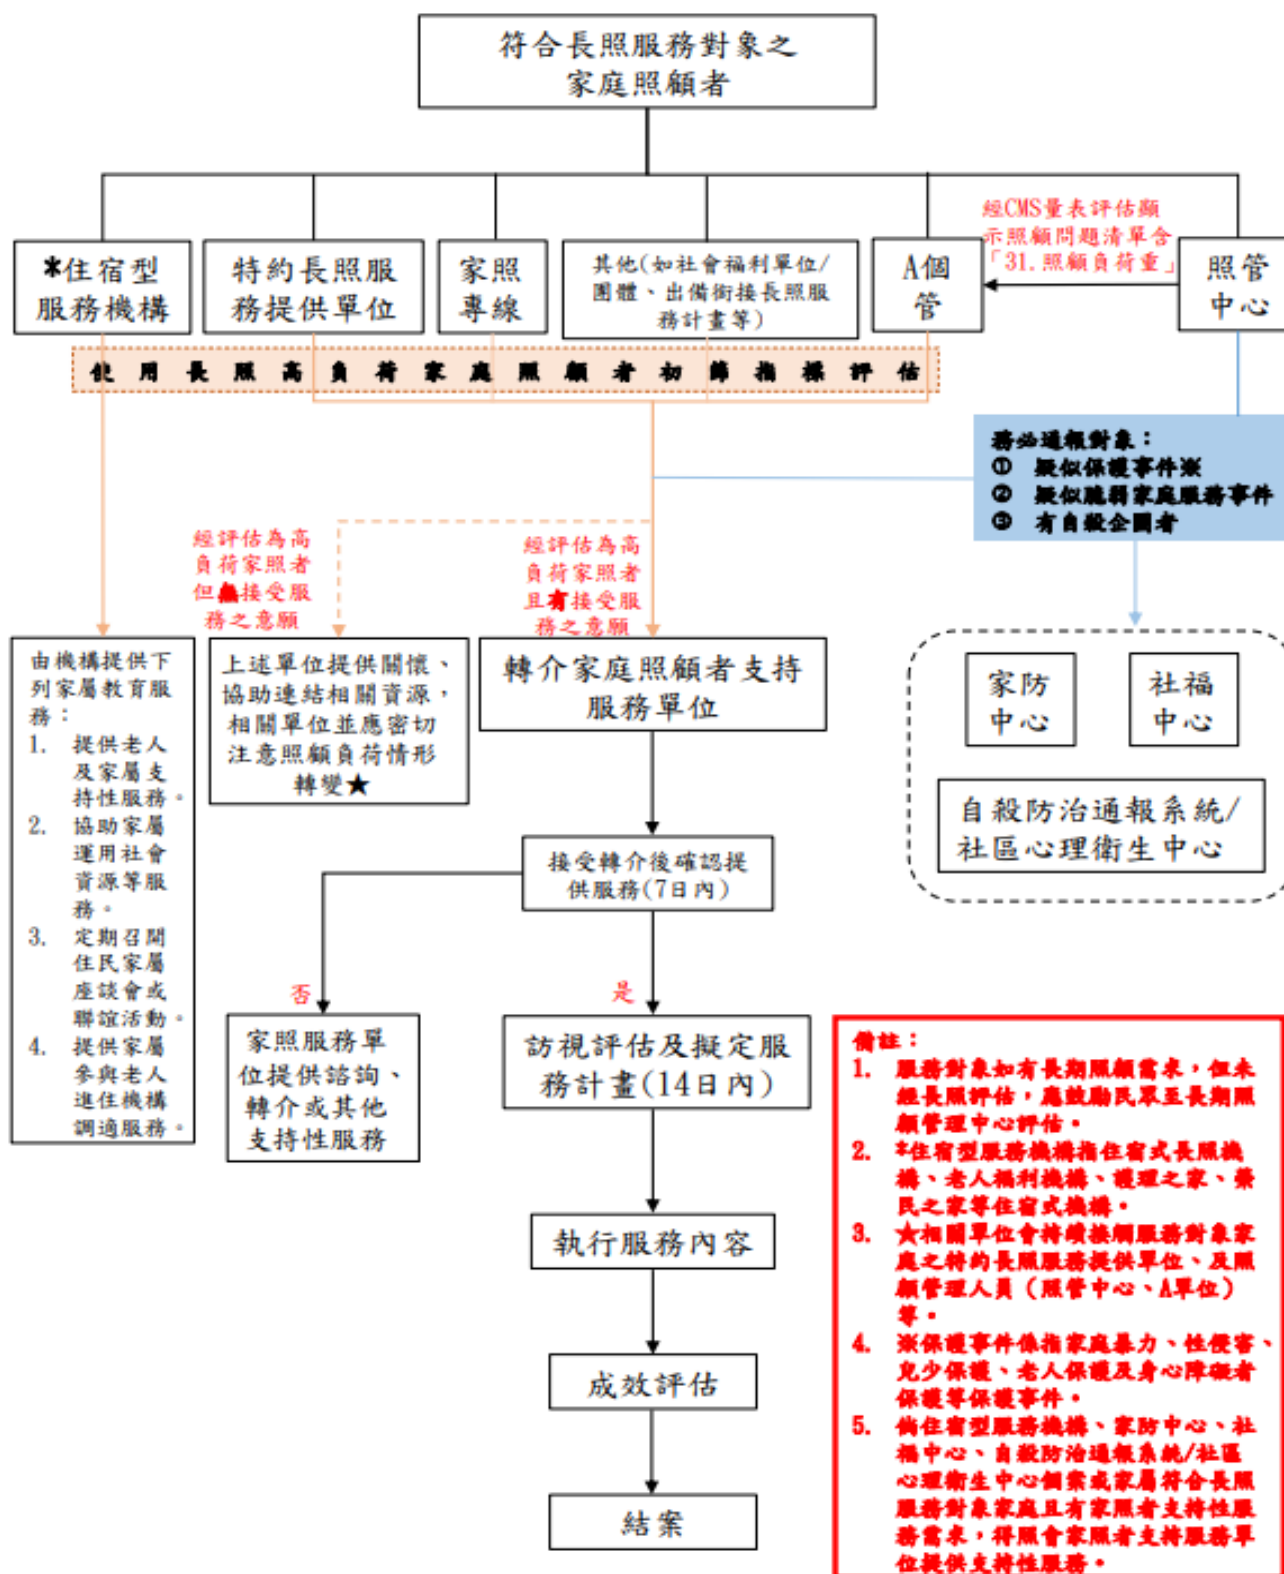 符合長照服務對象之
家庭照顧者
經CMS量表評估顯
示照顧問題清單含
「31.照顧負荷重」
*住宿型
服務機構
特約長照服
務提供單位
家照
專線
其他(如社會福利單位/
團體、出備銜接長照服
務計畫等)
A個
管
照管
中心
使用長照高負荷家庭照顧者初篩指標評估
務必通報對象：
① 疑似保護事件※
② 疑似脆弱家庭服務事件
③ 有自殺企圖者
經評估為高
負荷家照者
但無接受服
務之意願
經評估為高
負荷家照者
且有接受服
務之意願
由機構提供下
列家屬教育服
務：
1. 提供老人
及家屬支
持性服務。
2. 協助家屬
運用社會
資源等服
務。
3. 定期召開
住民家屬
座談會或
聯誼活動。
4. 提供家屬
參與老人
進住機構
調適服務。
上述單位提供關懷、
協助連結相關資源，
相關單位並應密切
注意照顧負荷情形
轉變★
轉介家庭照顧者支持
服務單位
家防
中心
社福
中心
自殺防治通報系統/
社區心理衛生中心
接受轉介後確認提
供服務(7日內)
否
是
家照服務單
位提供諮詢、
轉介或其他
支持性服務
訪視評估及擬定服
務計畫(14日內)
執行服務內容
成效評估
結案
備註：
1. 服務對象如有長期照顧需求，但未
經長照評估，應鼓勵民眾至長期照
顧管理中心評估。
2. *住宿型服務機構指住宿式長照機
構、老人福利機構、護理之家、榮
民之家等住宿式機構。
3. ★相關單位會持續接觸服務對象家
庭之特約長照服務提供單位、及照
顧管理人員（照管中心、A單位）
等。
4. ※保護事件係指家庭暴力、性侵害、
兒少保護、老人保護及身心障礙者
保護等保護事件。
5. 倘住宿型服務機構、家防中心、社
福中心、自殺防治通報系統/社區
心理衛生中心個案或家屬符合長照
服務對象家庭且有家照者支持性服
務需求，得照會家照者支持服務單
位提供支持性服務。